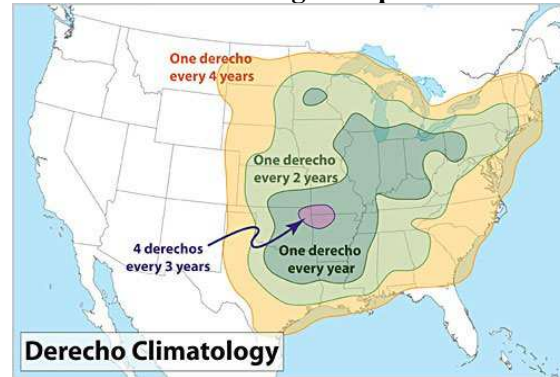 One derecho
every 4 years
One derecho
every 2 years
4 derechos
every 3 years
One derecho
every year
Derecho Climatology